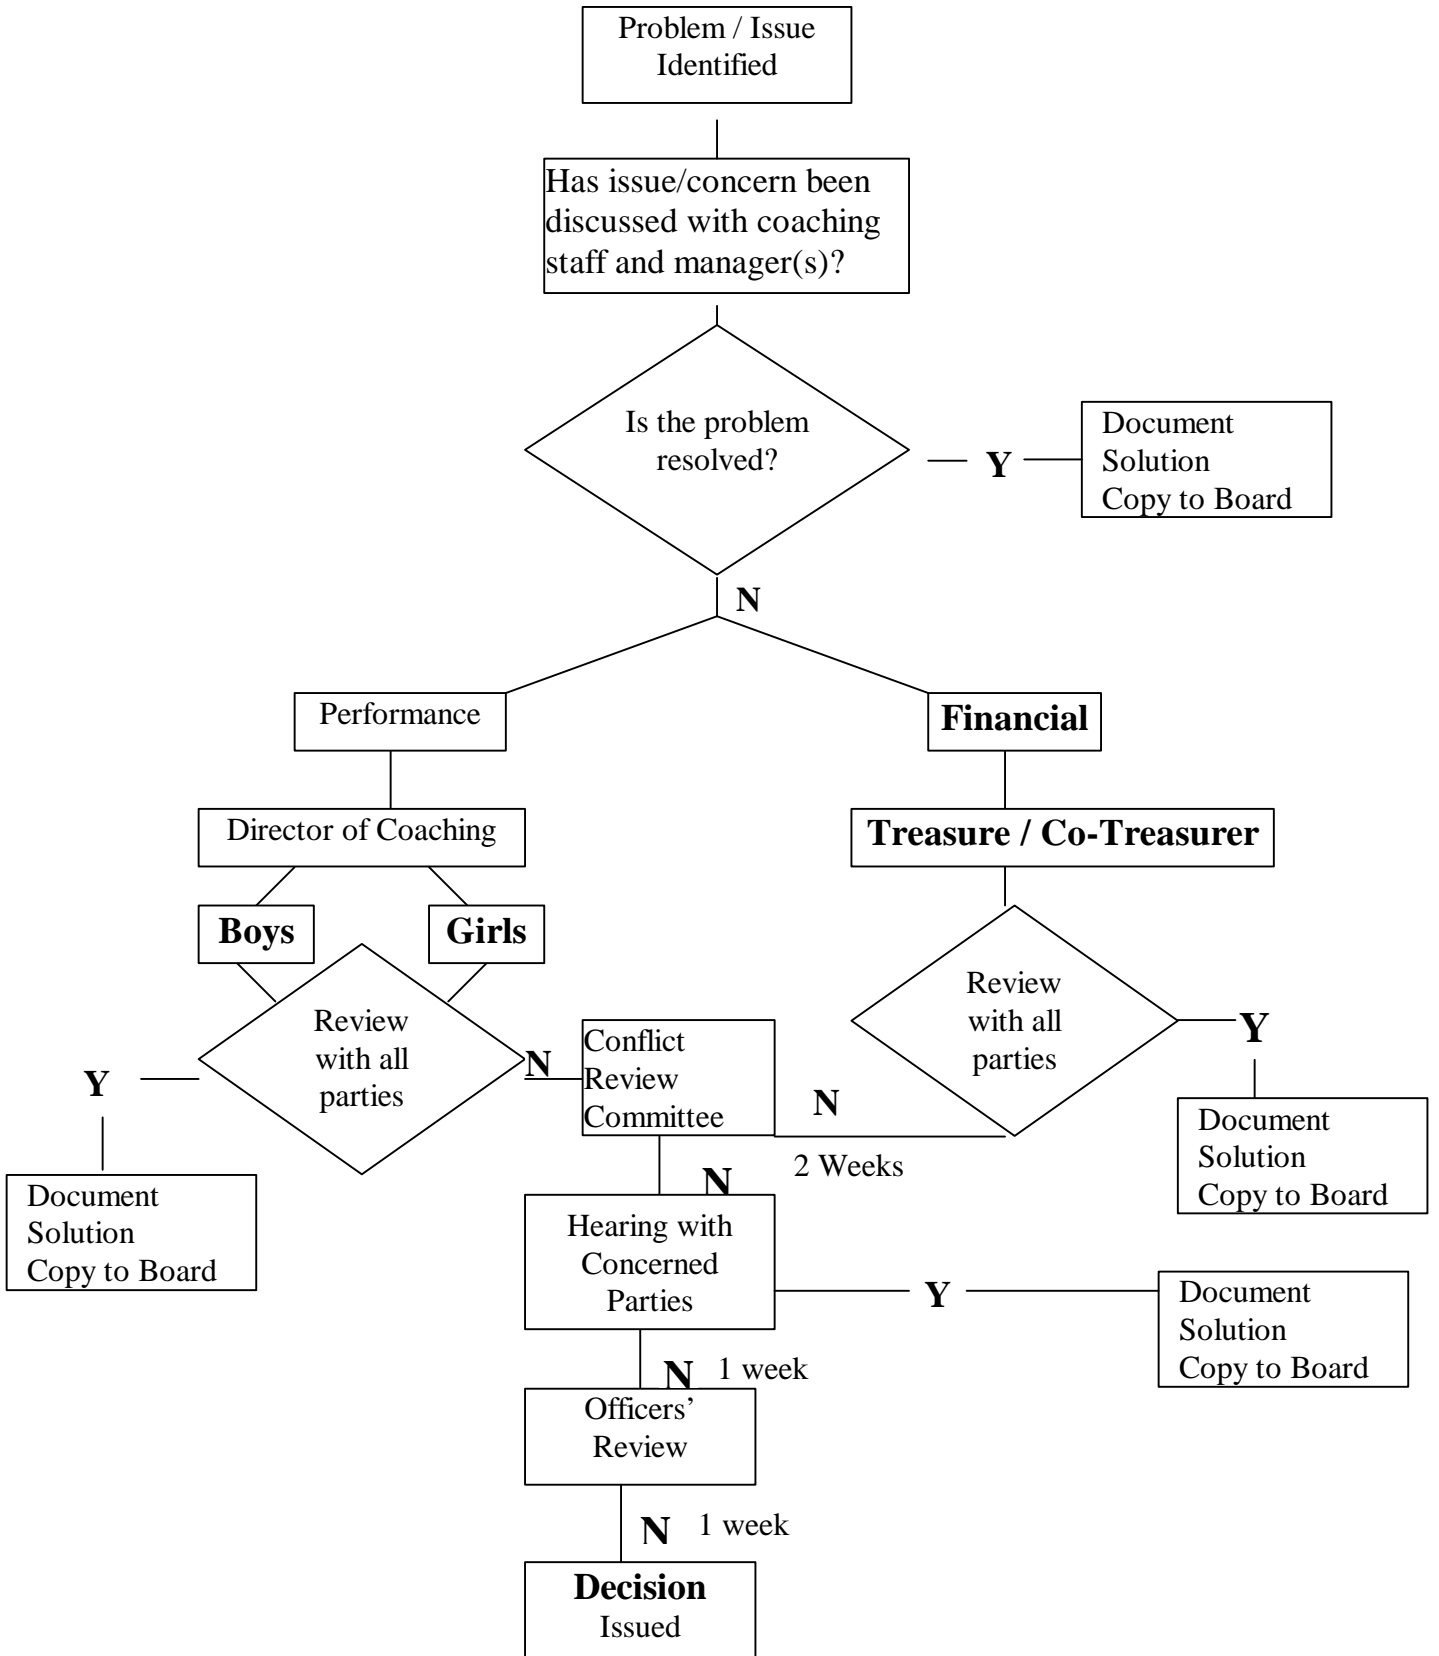 Problem / Issue
Identified
Has issue/concern been
discussed with coaching
staff and manager(s)?
Is the problem
resolved?
Y
Document
Solution
Copy to Board
N
Performance
Financial
Director of Coaching
Treasure / Co-Treasurer
Boys
Girls
Review
with all
parties
Y
N
Conflict
Review
Committee
Review
with all
parties
Y
N
2 Weeks
Document
Solution
Copy to Board
Document
Solution
Copy to Board
N
Hearing with
Concerned
Parties
Y
Document
Solution
Copy to Board
N 1 week
Officers’
Review
N 1 week
Decision
Issued